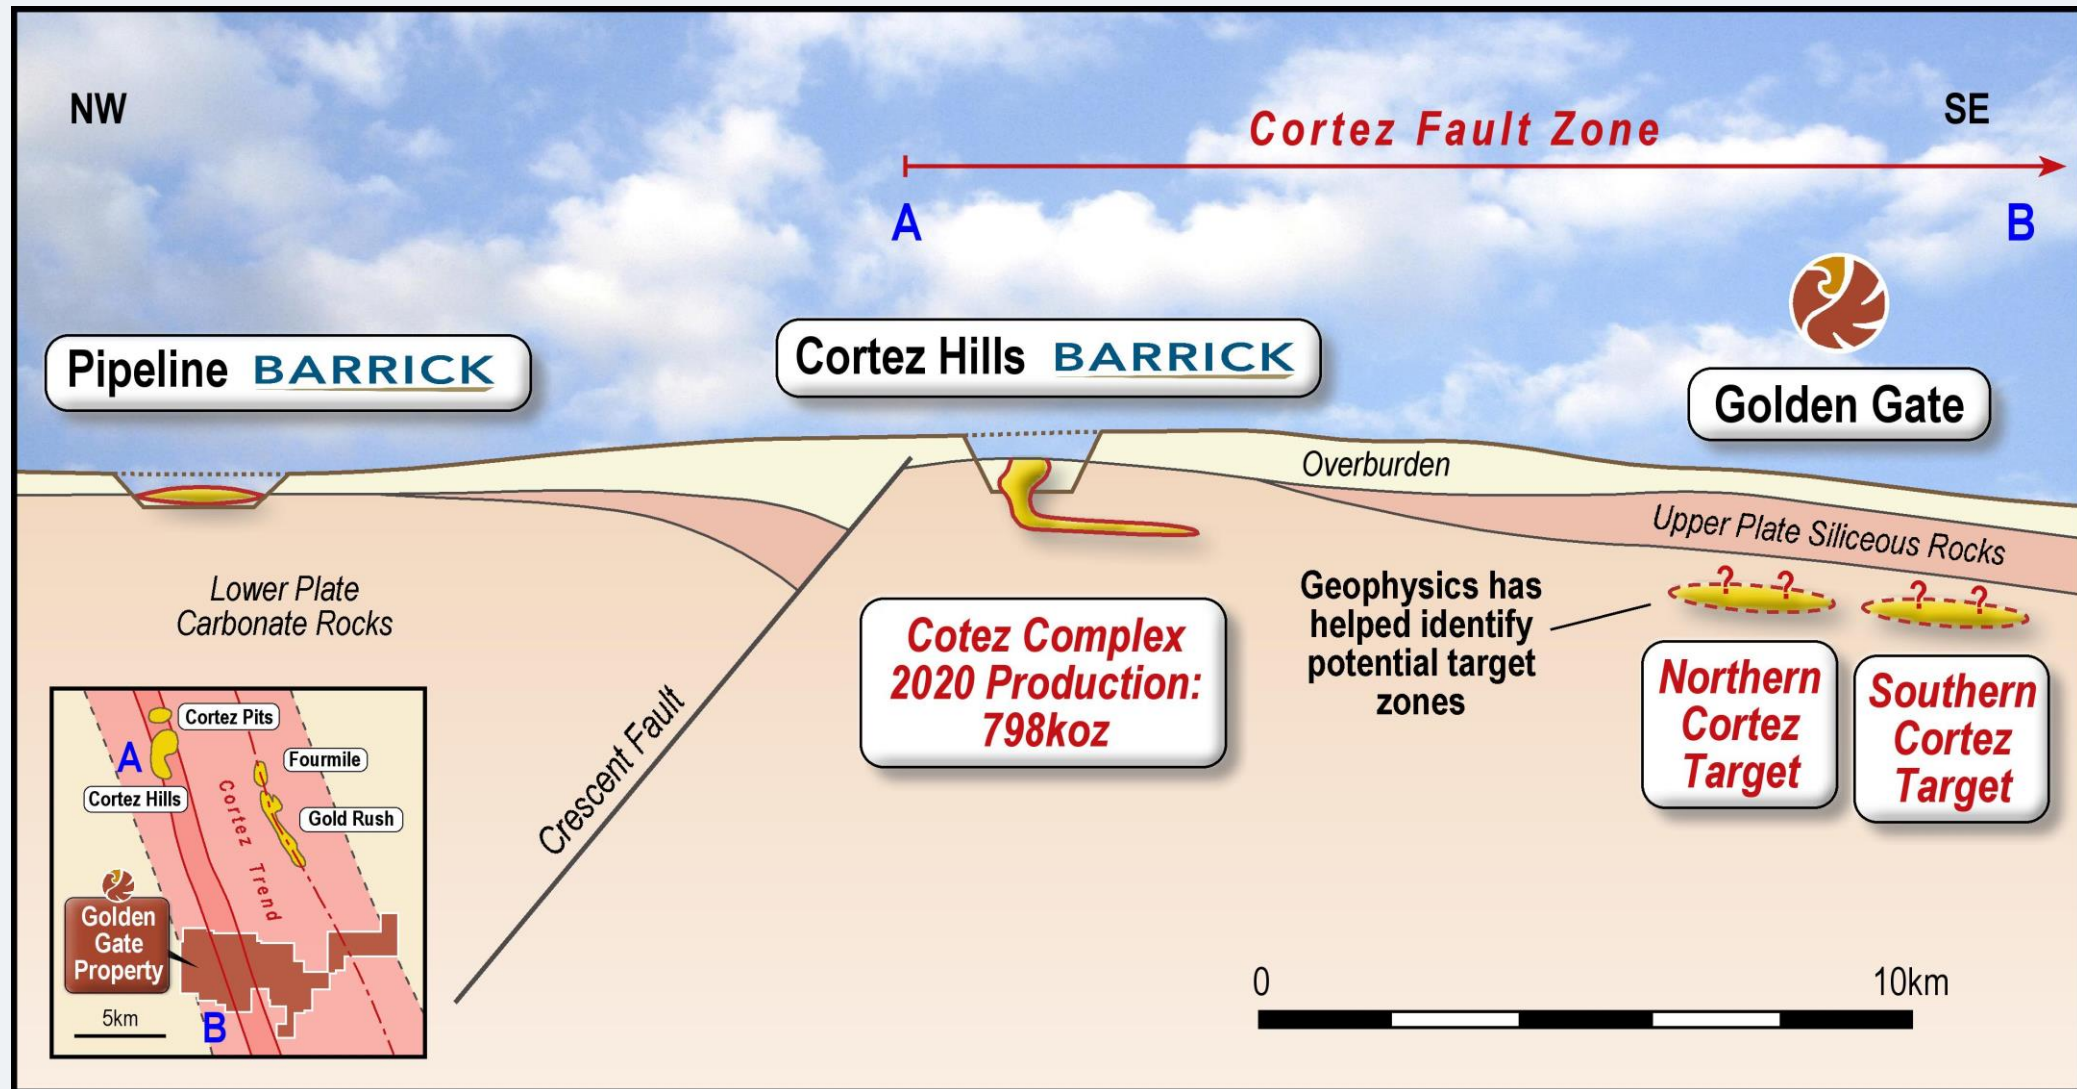 NW
SE
Cortez Fault Zone
A
B
Pipeline BARRICK
Cortez Hills BARRICK
Golden Gate
Overburden
Upper Plate Siliceous Rocks
Lower Plate
Carbonate Rocks
Geophysics has
helped identify
potential target
zones
? ?
? ?
Cotez Complex
2020 Production:
798koz
Northern
Cortez
Target
Southern
Cortez
Target
Crescent Fault
Cortez Pits
A
Fourmile
Cortez Hills
Gold Rush
Cortez Trend
Golden
Gate
Property
5km
B
0
10km